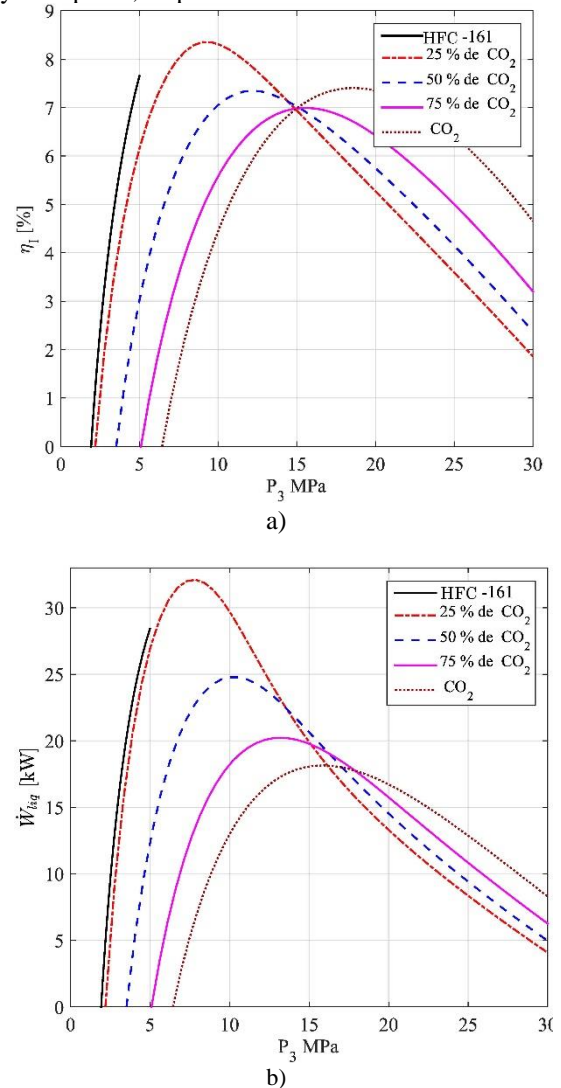 9
8
7
6
5
4
3
2
1
0
η_I [%]
HFC -161
25 % de CO₂
50 % de CO₂
75 % de CO₂
CO₂
0 5 10 15 20 25 30
P₃ MPa
a)
30
25
20
15
10
5
0
Ẇ_liq [kW]
HFC -161
25 % de CO₂
50 % de CO₂
75 % de CO₂
CO₂
0 5 10 15 20 25 30
P₃ MPa
b)